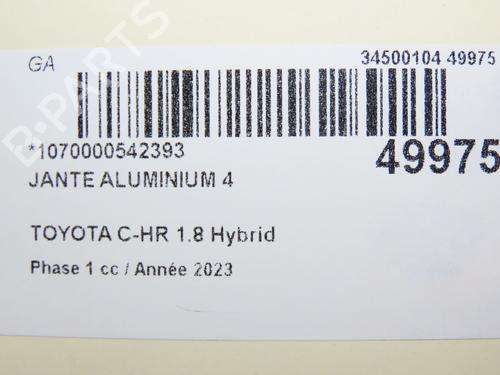 GA
34500104 49975
*1070000542393
49975
JANTE ALUMINIUM 4
TOYOTA C-HR 1.8 Hybrid
Phase 1 cc / Année 2023
B-PARTS